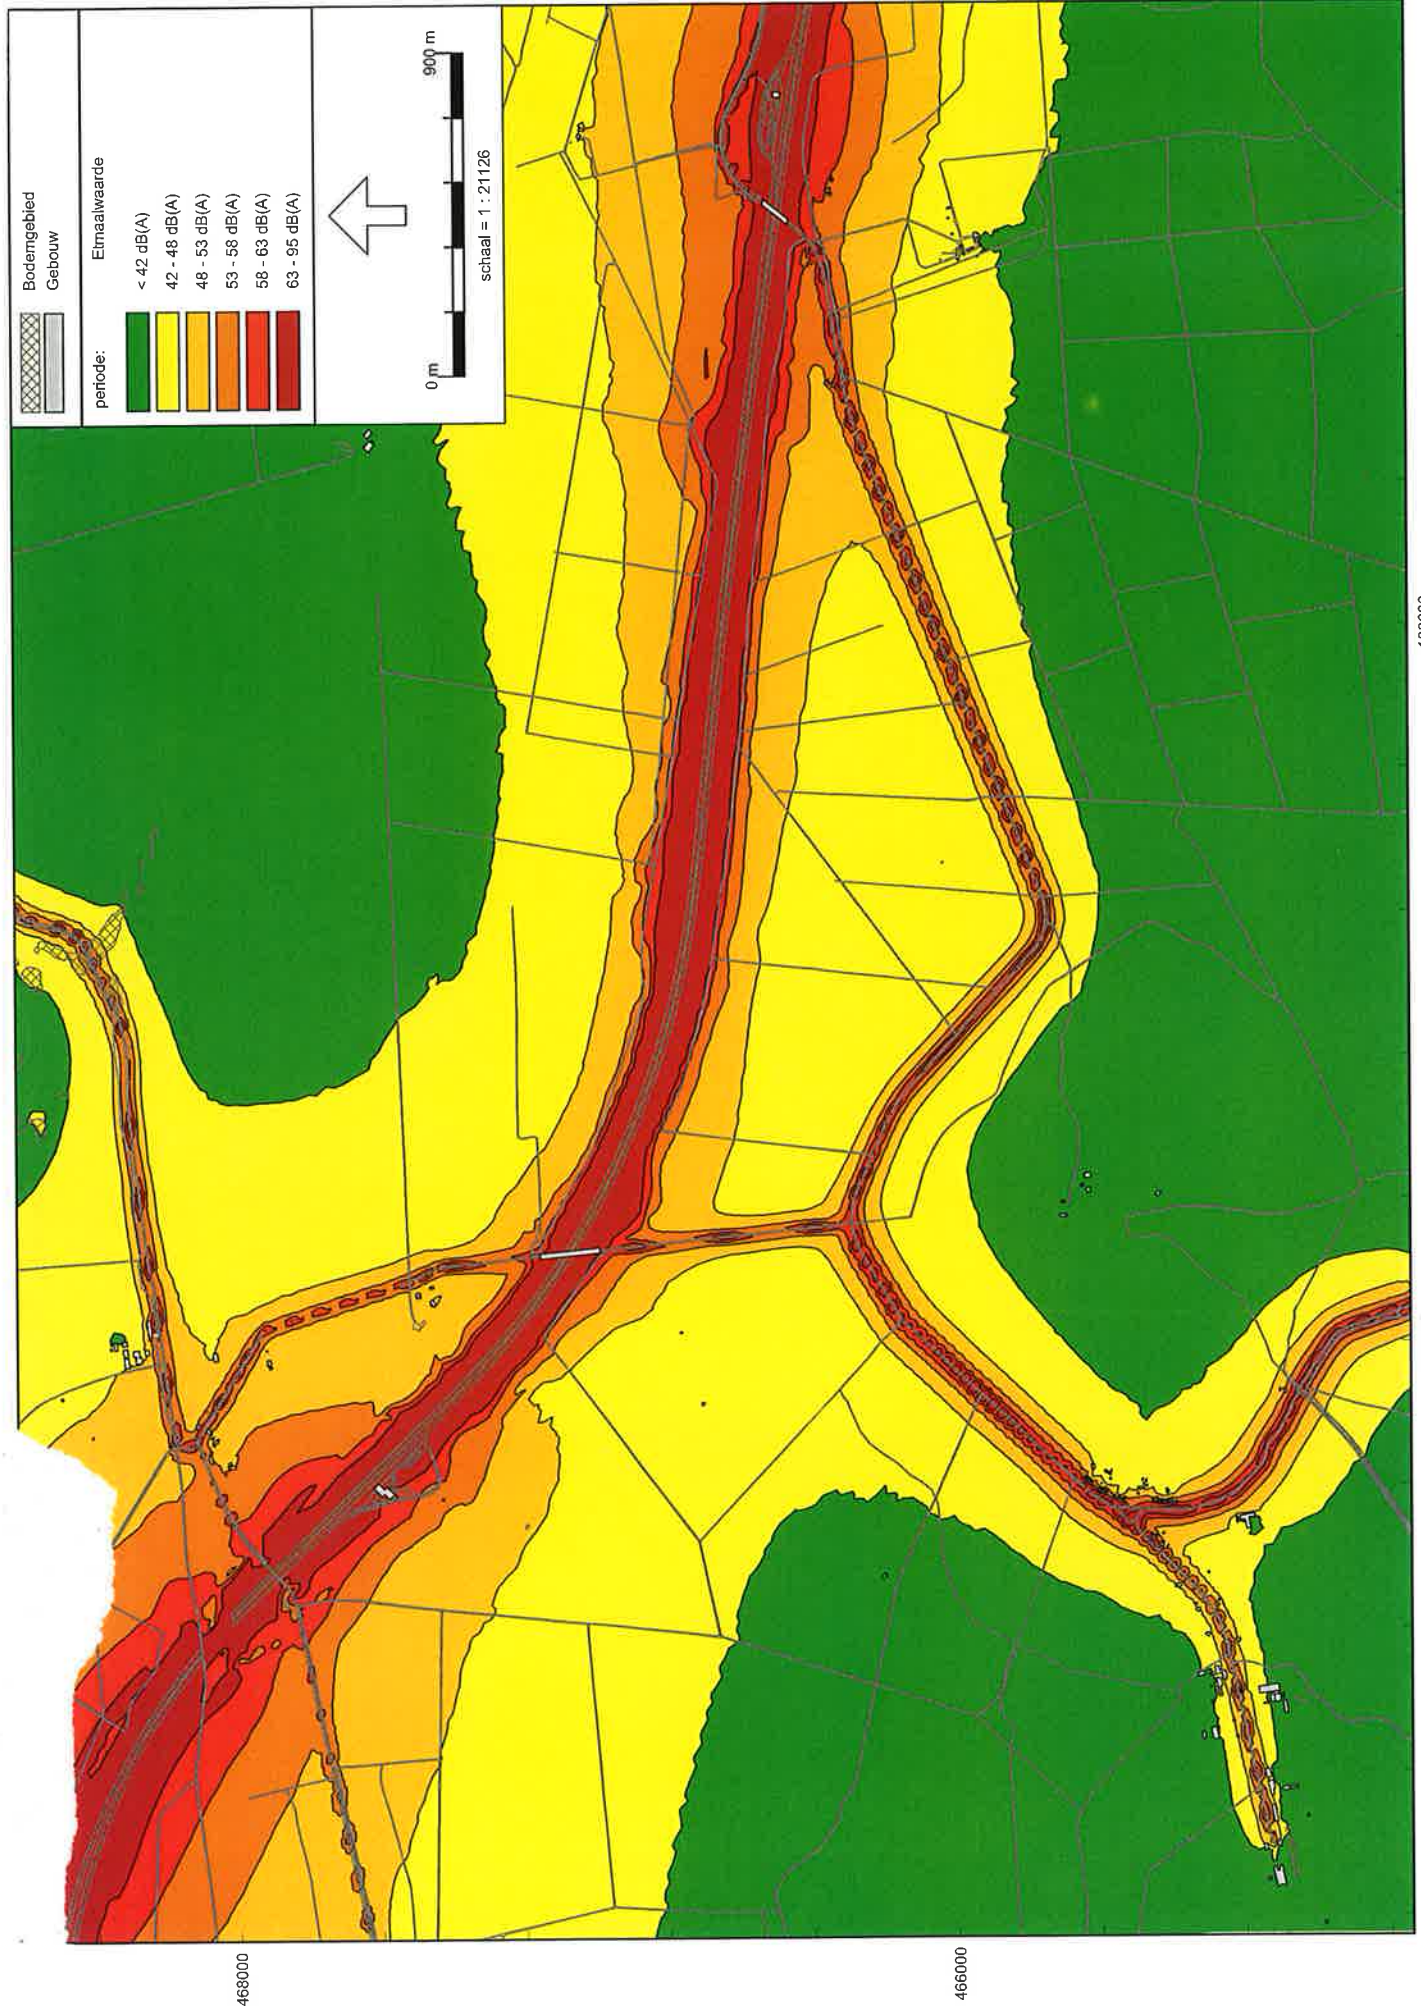 Bodemgebied
Gebouw
periode: Etmaalwaarde
< 42 dB(A)
42 - 48 dB(A)
48 - 53 dB(A)
53 - 58 dB(A)
58 - 63 dB(A)
63 - 95 dB(A)
0 m 900 m
schaal = 1 : 21126
468000
466000